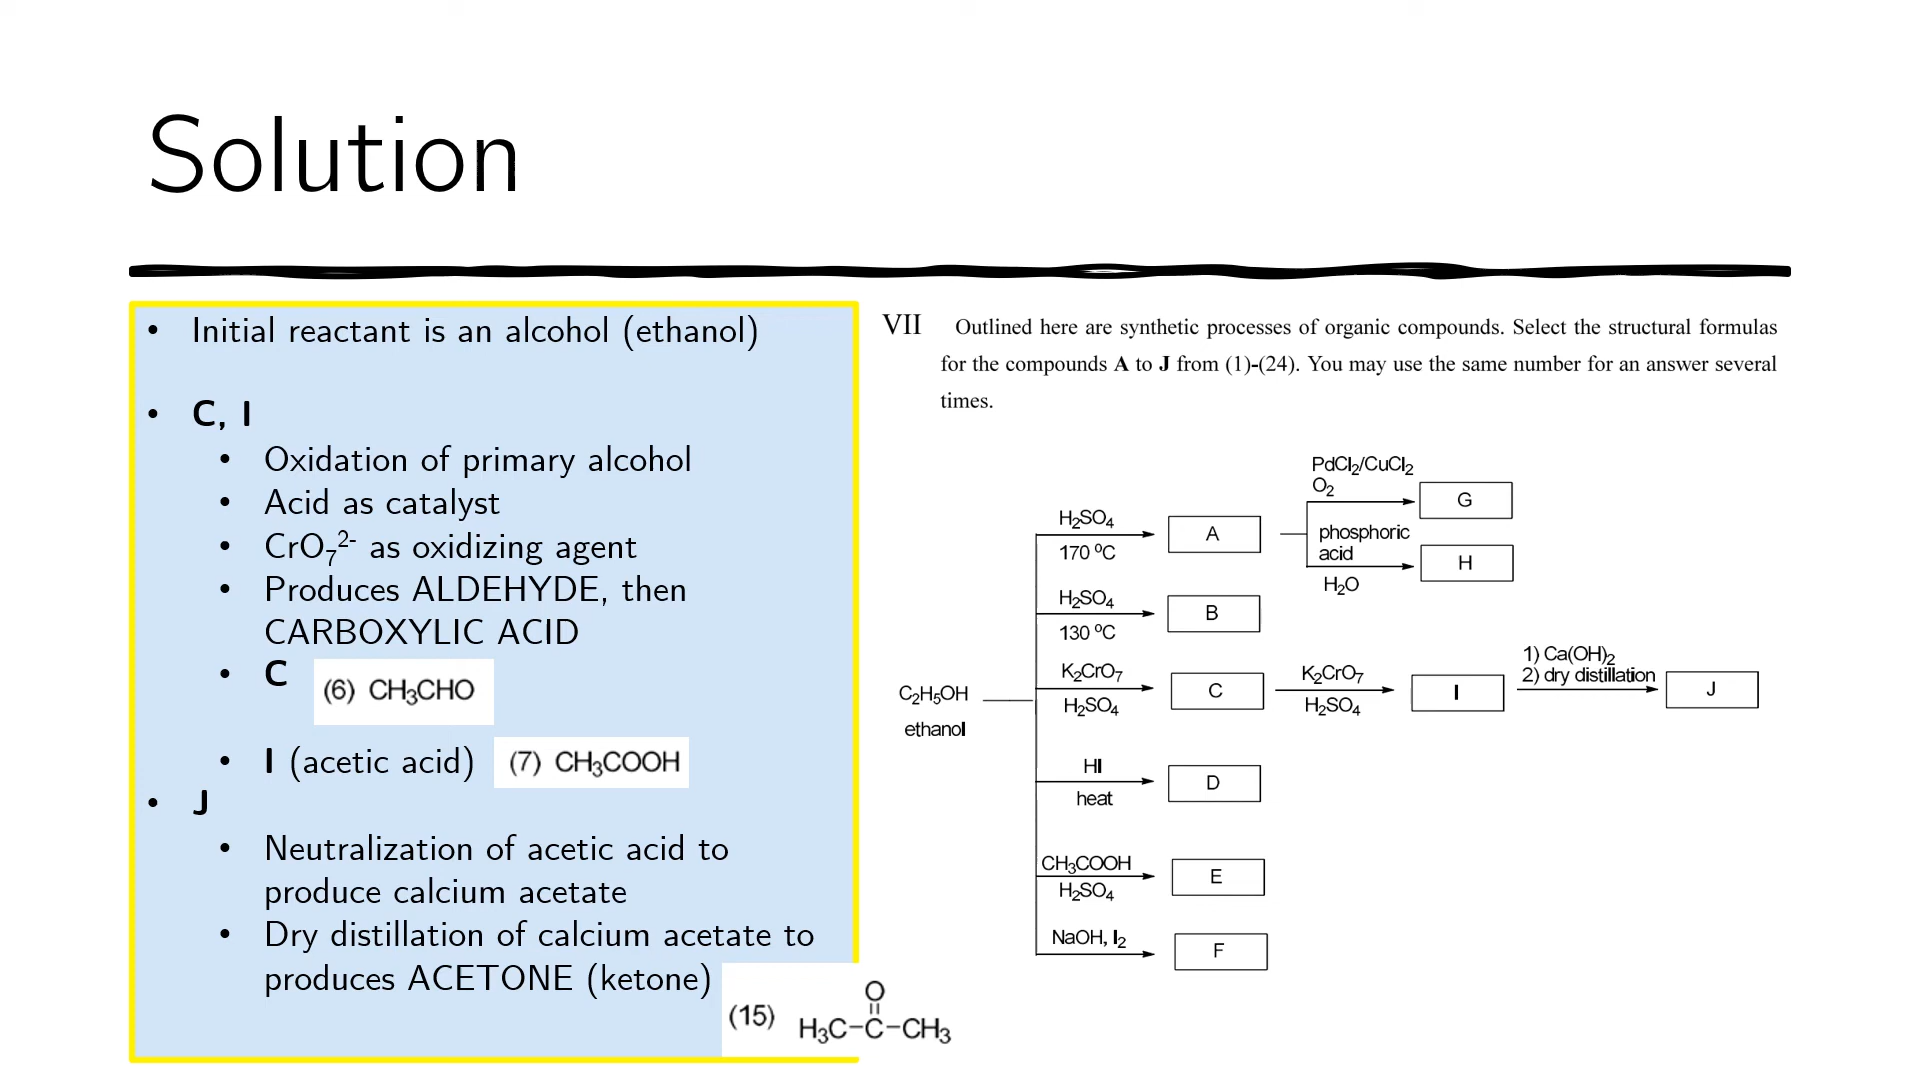 Solution
• Initial reactant is an alcohol (ethanol)
• C, I
• Oxidation of primary alcohol
• Acid as catalyst
• CrO₇²⁻ as oxidizing agent
• Produces ALDEHYDE, then
CARBOXYLIC ACID
• C (6) CH₃CHO
• I (acetic acid) (7) CH₃COOH
• J
• Neutralization of acetic acid to
produce calcium acetate
• Dry distillation of calcium acetate to
produces ACETONE (ketone)
O
(15) H₃C–C–CH₃
VII Outlined here are synthetic processes of organic compounds. Select the structural formulas
for the compounds A to J from (1)-(24). You may use the same number for an answer several
times.
PdCl₂/CuCl₂
O₂
G
H₂SO₄
170 ⁰C
A
phosphoric
acid
H₂O
H
H₂SO₄
130 ⁰C
B
C₂H₅OH
ethanol
K₂CrO₇
H₂SO₄
C
K₂CrO₇
H₂SO₄
I
1) Ca(OH)₂
2) dry distillation
J
HI
heat
D
CH₃COOH
H₂SO₄
E
NaOH, I₂
F